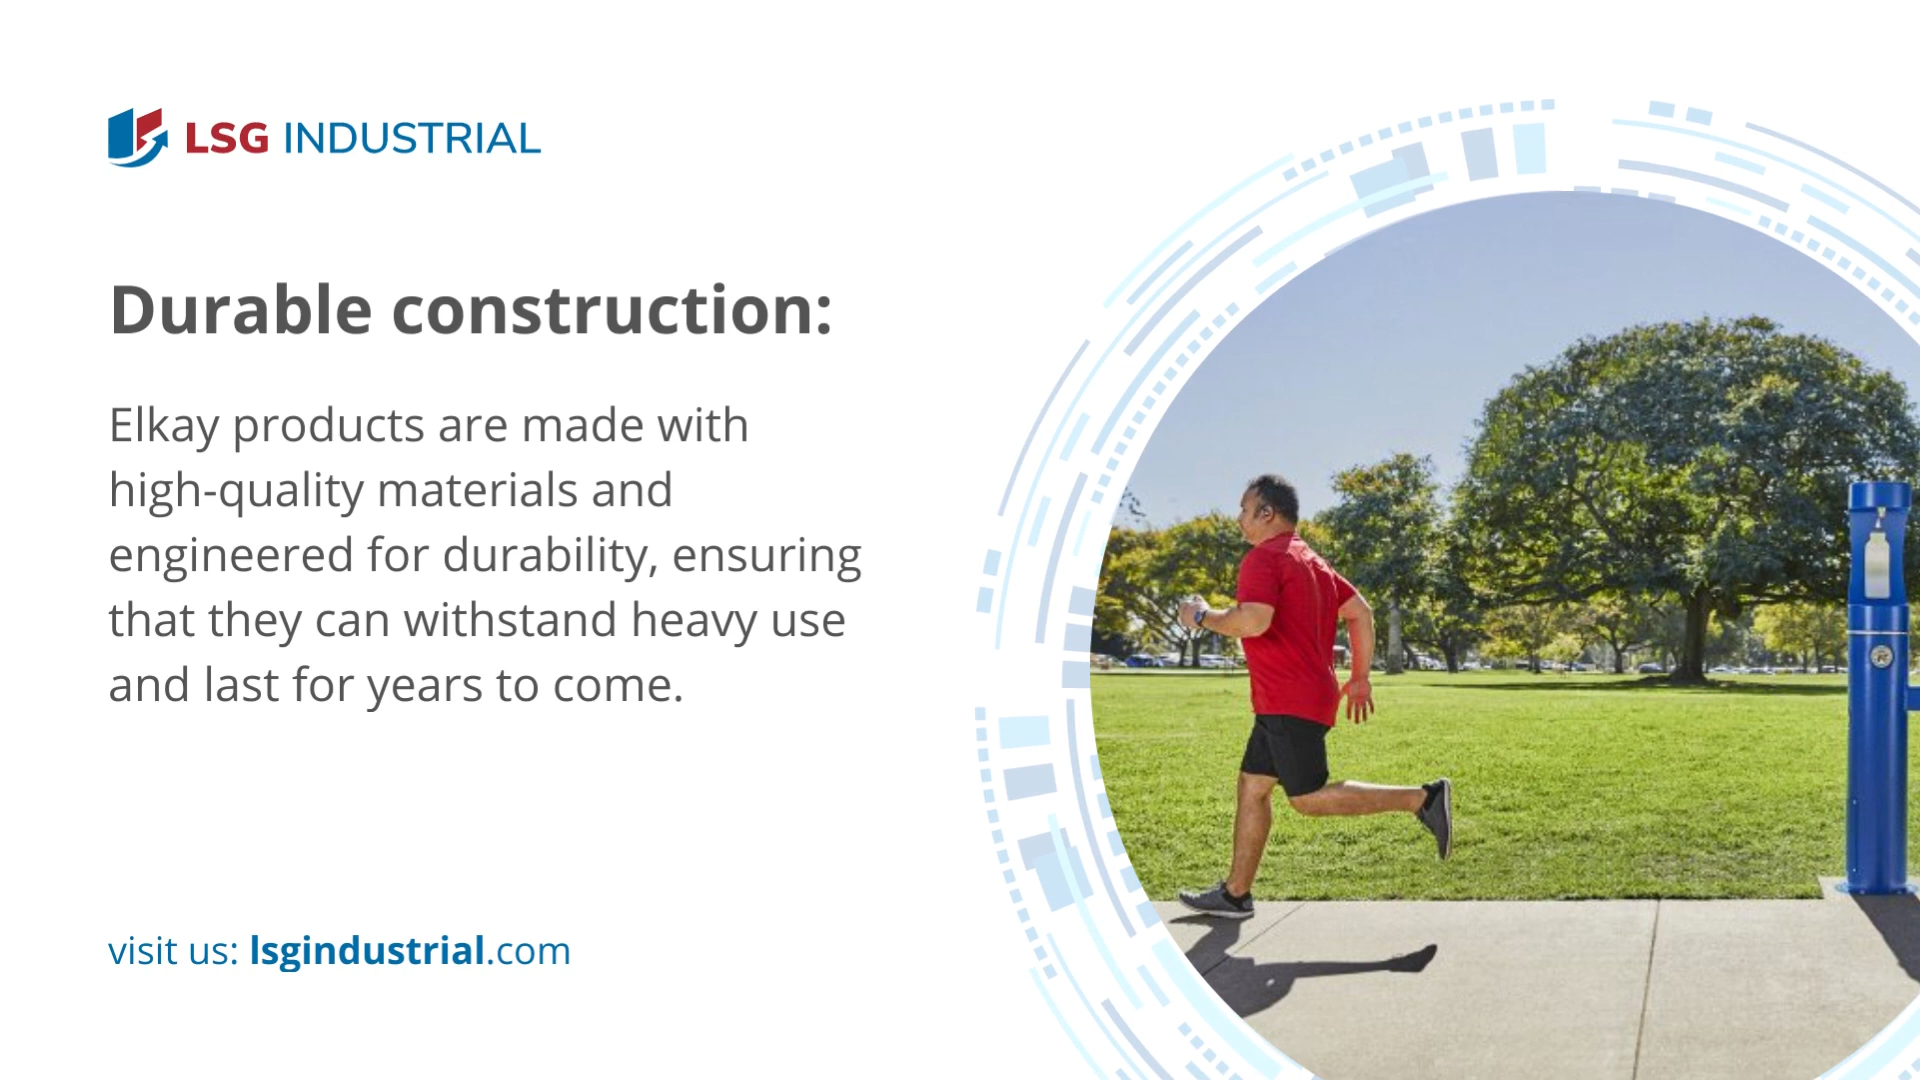 LSG INDUSTRIAL
Durable construction:
Elkay products are made with
high-quality materials and
engineered for durability, ensuring
that they can withstand heavy use
and last for years to come.
visit us: lsgindustrial.com